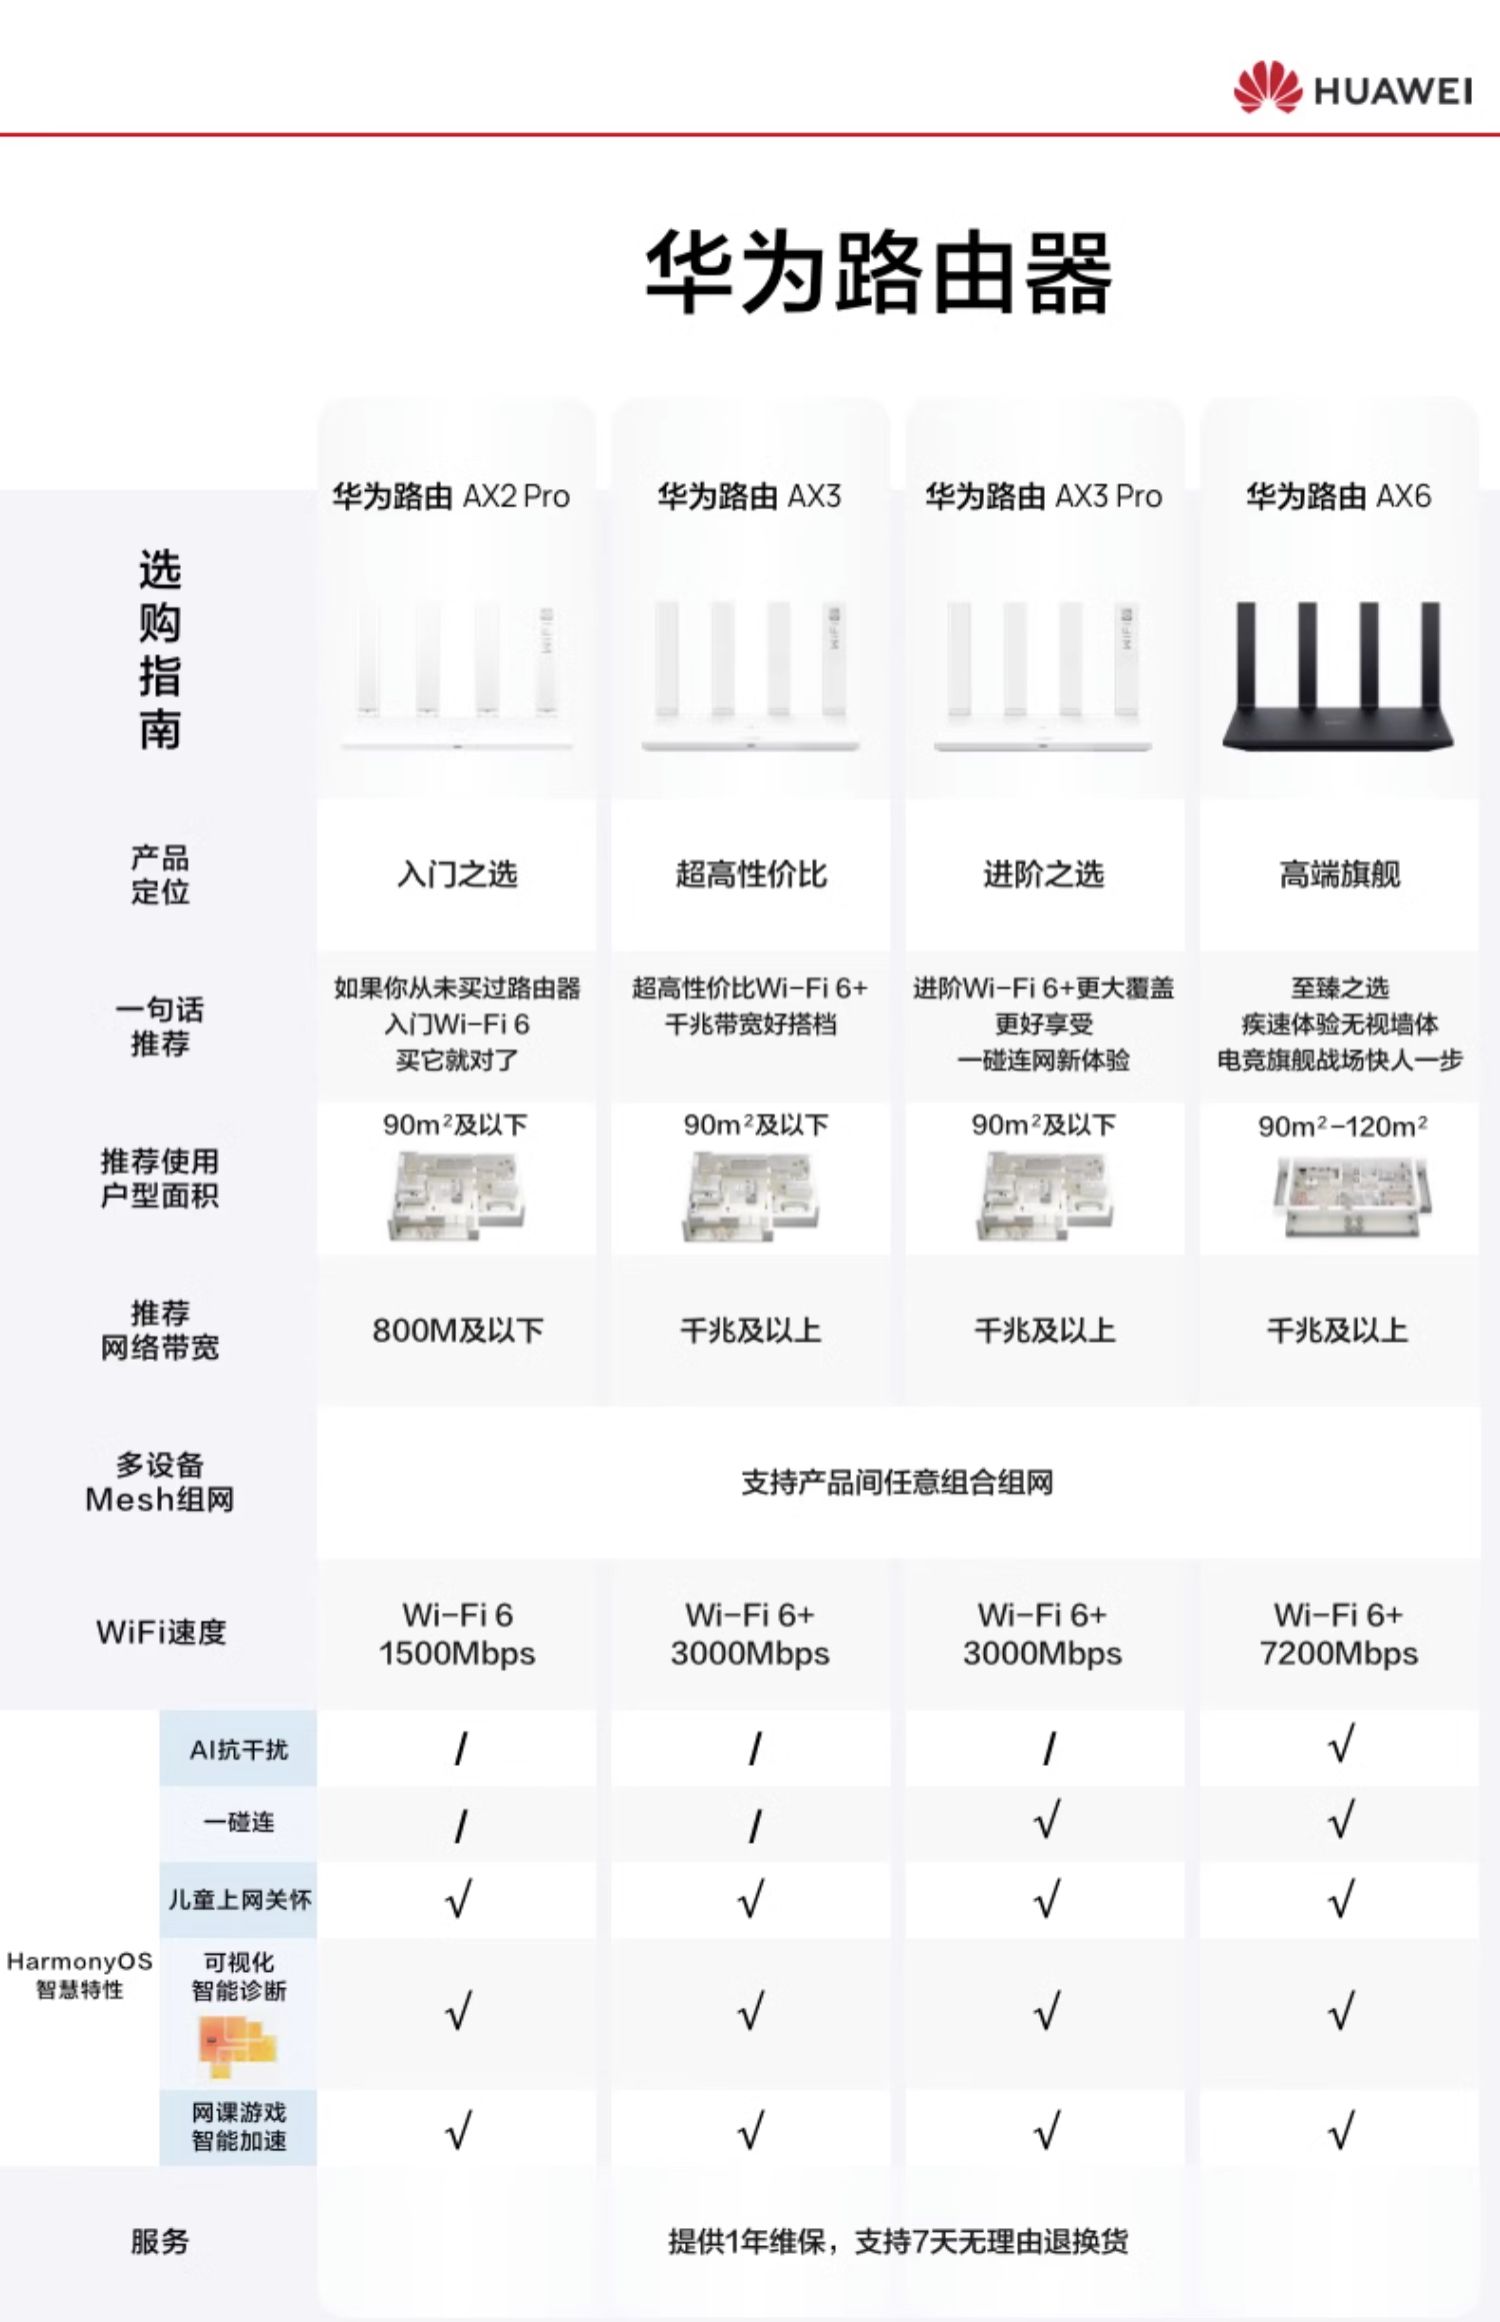 HUAWEI
华为路由器
华为路由 AX2 Pro
华为路由 AX3
华为路由 AX3 Pro
华为路由 AX6
选
购
指
南
WiFi
WiFi
WiFi
产品
定位
入门之选
超高性价比
进阶之选
高端旗舰
一句话
推荐
如果你从未买过路由器
入门Wi-Fi 6
买它就对了
超高性价比Wi-Fi 6+
千兆带宽好搭档
进阶Wi-Fi 6+更大覆盖
更好享受
一碰连网新体验
至臻之选
疾速体验无视墙体
电竞旗舰战场快人一步
推荐使用
户型面积
90m²及以下
90m²及以下
90m²及以下
90m²-120m²
推荐
网络带宽
800M及以下
千兆及以上
千兆及以上
千兆及以上
多设备
Mesh组网
支持产品间任意组合组网
WiFi速度
Wi-Fi 6
1500Mbps
Wi-Fi 6+
3000Mbps
Wi-Fi 6+
3000Mbps
Wi-Fi 6+
7200Mbps
HarmonyOS
智慧特性
AI抗干扰
/ / / √
一碰连
/ / √ √
儿童上网关怀
√ √ √ √
可视化
智能诊断
√ √ √ √
网课游戏
智能加速
√ √ √ √
服务
提供1年维保，支持7天无理由退换货